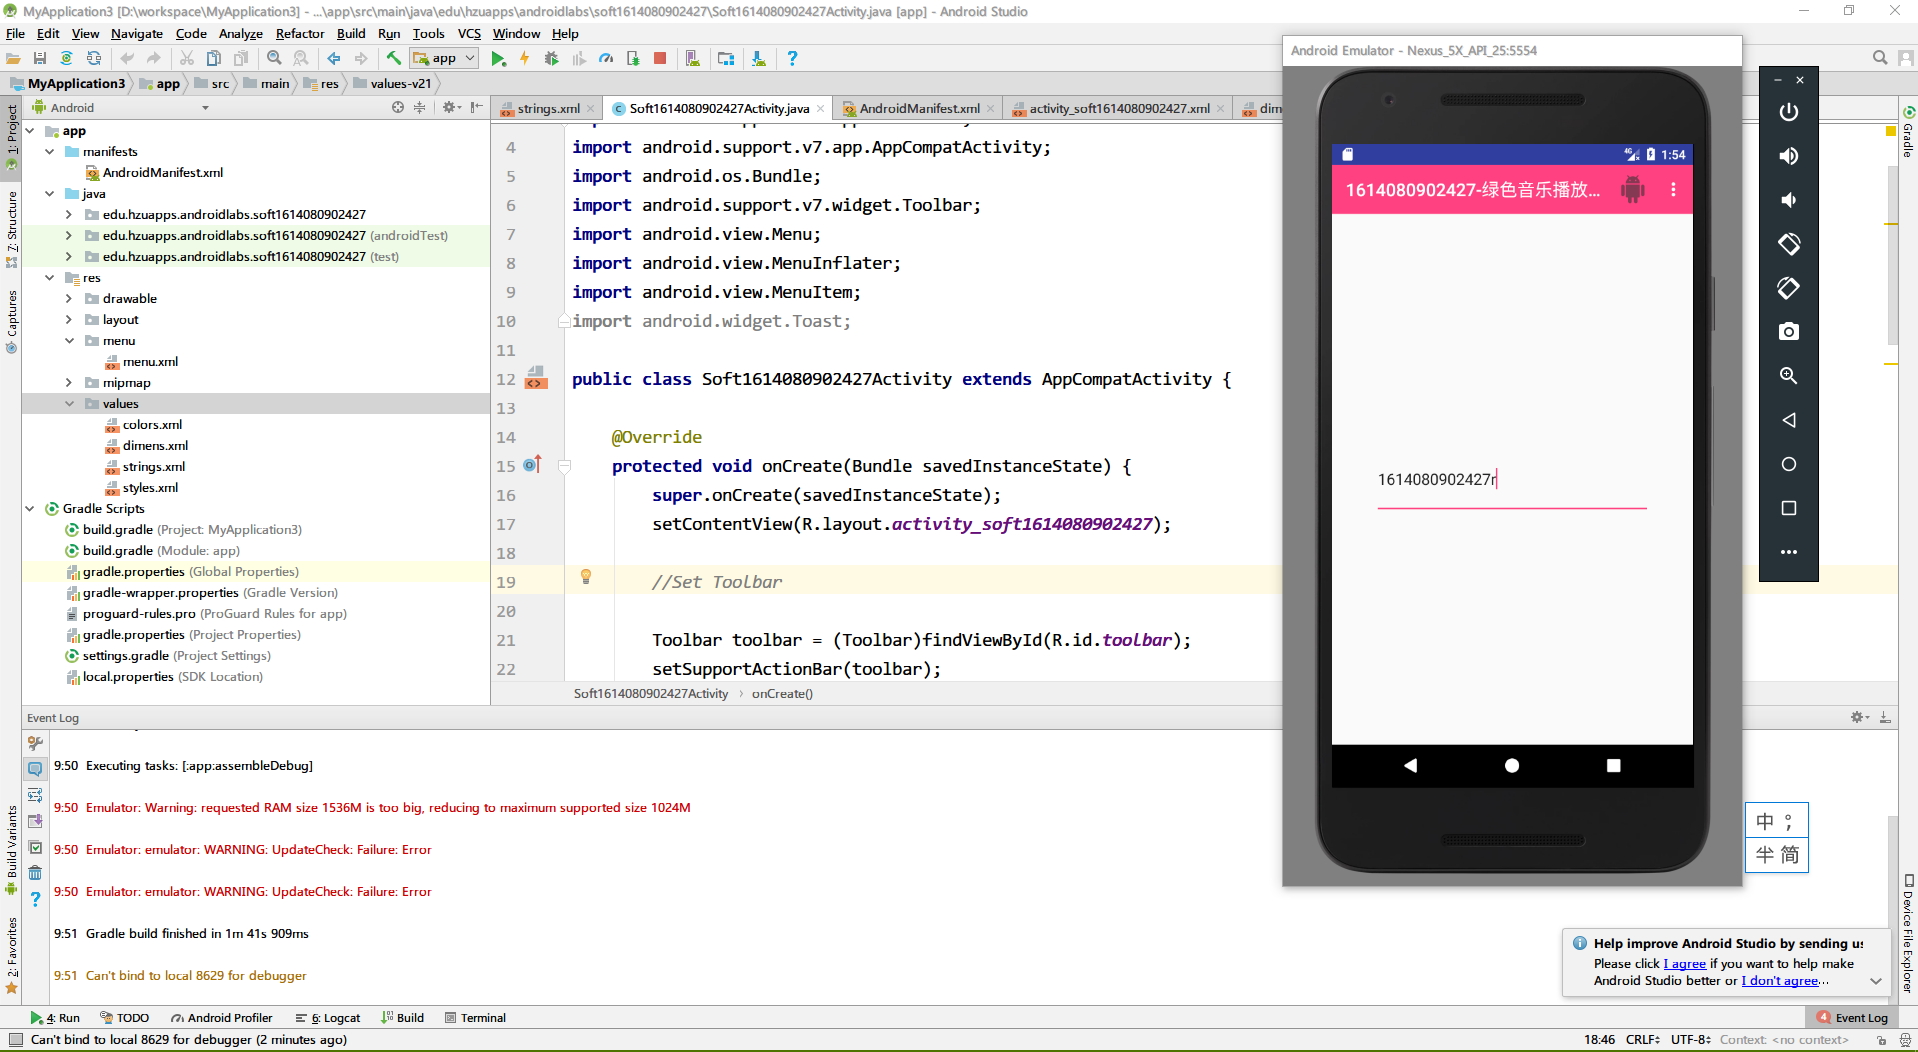 MyApplication3 [D:\workspace\MyApplication3] - ...\app\src\main\java\edu\hzuapps\androidlabs\soft1614080902427\Soft1614080902427Activity.java [app] - Android Studio
File Edit View Navigate Code Analyze Refactor Build Run Tools VCS Window Help
app
MyApplication3 app src main res values-v21
Android
strings.xml Soft1614080902427Activity.java AndroidManifest.xml activity_soft1614080902427.xml
1: Project
Z: Structure
Captures
Build Variants
2: Favorites
app
manifests
AndroidManifest.xml
java
edu.hzuapps.androidlabs.soft1614080902427
edu.hzuapps.androidlabs.soft1614080902427 (androidTest)
edu.hzuapps.androidlabs.soft1614080902427 (test)
res
drawable
layout
menu
menu.xml
mipmap
values
colors.xml
dimens.xml
strings.xml
styles.xml
Gradle Scripts
build.gradle (Project: MyApplication3)
build.gradle (Module: app)
gradle.properties (Global Properties)
gradle-wrapper.properties (Gradle Version)
proguard-rules.pro (ProGuard Rules for app)
gradle.properties (Project Properties)
settings.gradle (Project Settings)
local.properties (SDK Location)
4 import android.support.v7.app.AppCompatActivity;
5 import android.os.Bundle;
6 import android.support.v7.widget.Toolbar;
7 import android.view.Menu;
8 import android.view.MenuInflater;
9 import android.view.MenuItem;
10 import android.widget.Toast;
11
12 public class Soft1614080902427Activity extends AppCompatActivity {
13
14 @Override
15 protected void onCreate(Bundle savedInstanceState) {
16 super.onCreate(savedInstanceState);
17 setContentView(R.layout.activity_soft1614080902427);
18
19 //Set Toolbar
20
21 Toolbar toolbar = (Toolbar)findViewById(R.id.toolbar);
22 setSupportActionBar(toolbar);
Soft1614080902427Activity › onCreate()
Android Emulator - Nexus_5X_API_25:5554
4G 1:54
1614080902427-绿色音乐播放...
1614080902427r
Gradle
Device File Explorer
中 ；
半 简
Event Log
9:50 Executing tasks: [:app:assembleDebug]
9:50 Emulator: Warning: requested RAM size 1536M is too big, reducing to maximum supported size 1024M
9:50 Emulator: emulator: WARNING: UpdateCheck: Failure: Error
9:50 Emulator: emulator: WARNING: UpdateCheck: Failure: Error
9:51 Gradle build finished in 1m 41s 909ms
9:51 Can't bind to local 8629 for debugger
Help improve Android Studio by sending
Please click I agree if you want to help make
Android Studio better or I don't agree...
4: Run TODO Android Profiler 6: Logcat Build Terminal
4 Event Log
Can't bind to local 8629 for debugger (2 minutes ago)
18:46 CRLF UTF-8 Context: <no context>